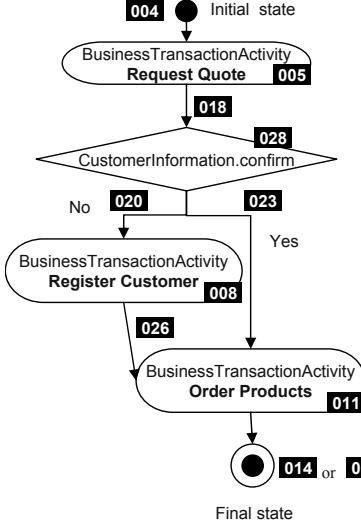 004 Initial state
BusinessTransactionActivity
Request Quote 005
018
028
CustomerInformation.confirm
No 020 023
Yes
BusinessTransactionActivity
Register Customer
008
026
BusinessTransactionActivity
Order Products
011
014 or 0
Final state